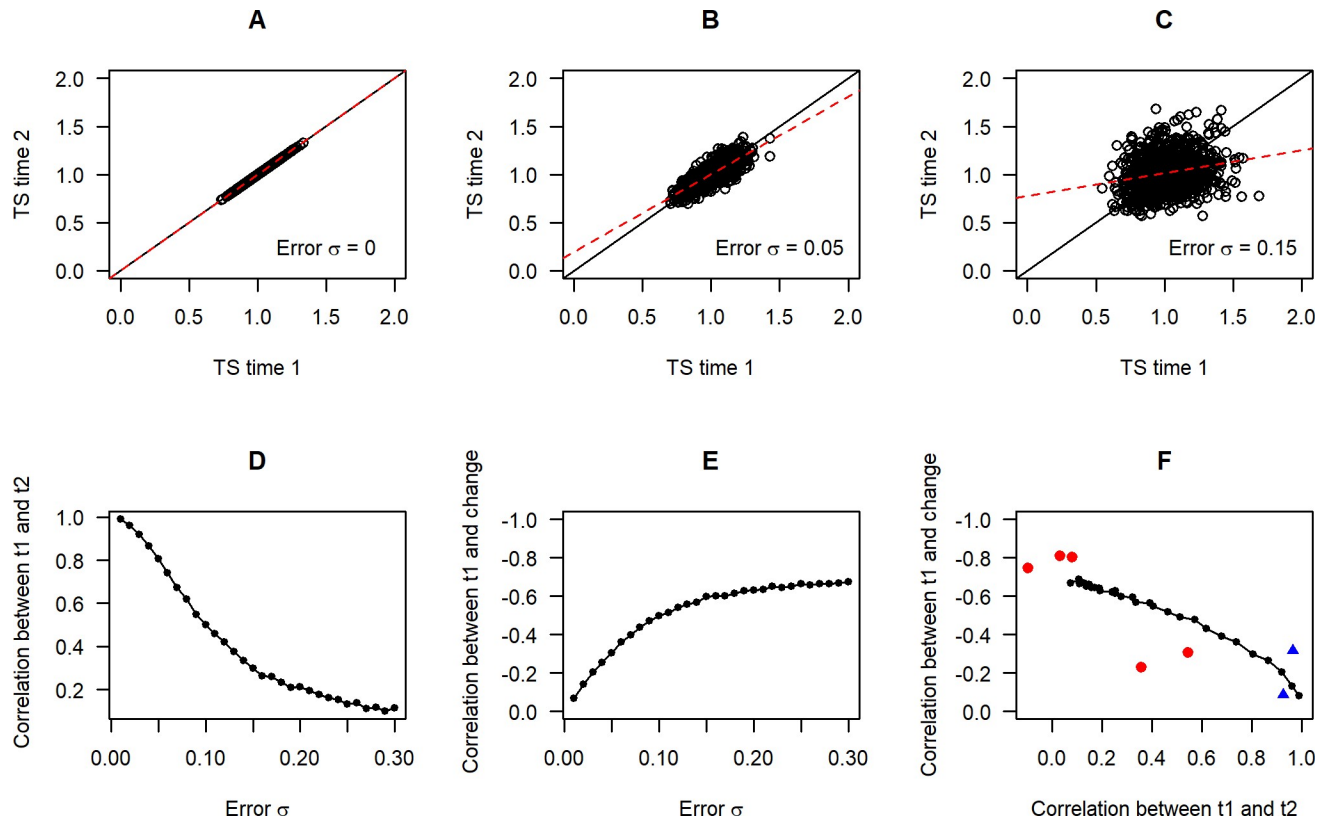 A
TS time 2
2.0
1.5
1.0
0.5
0.0
Error σ = 0
0.0 0.5 1.0 1.5 2.0
TS time 1
B
TS time 2
2.0
1.5
1.0
0.5
0.0
Error σ = 0.05
0.0 0.5 1.0 1.5 2.0
TS time 1
C
TS time 2
2.0
1.5
1.0
0.5
0.0
Error σ = 0.15
0.0 0.5 1.0 1.5 2.0
TS time 1
D
Correlation between t1 and t2
1.0
0.8
0.6
0.4
0.2
0.00 0.10 0.20 0.30
Error σ
E
Correlation between t1 and change
-1.0
-0.8
-0.6
-0.4
-0.2
0.0
0.00 0.10 0.20 0.30
Error σ
F
Correlation between t1 and change
-1.0
-0.8
-0.6
-0.4
-0.2
0.0
0.0 0.2 0.4 0.6 0.8 1.0
Correlation between t1 and t2